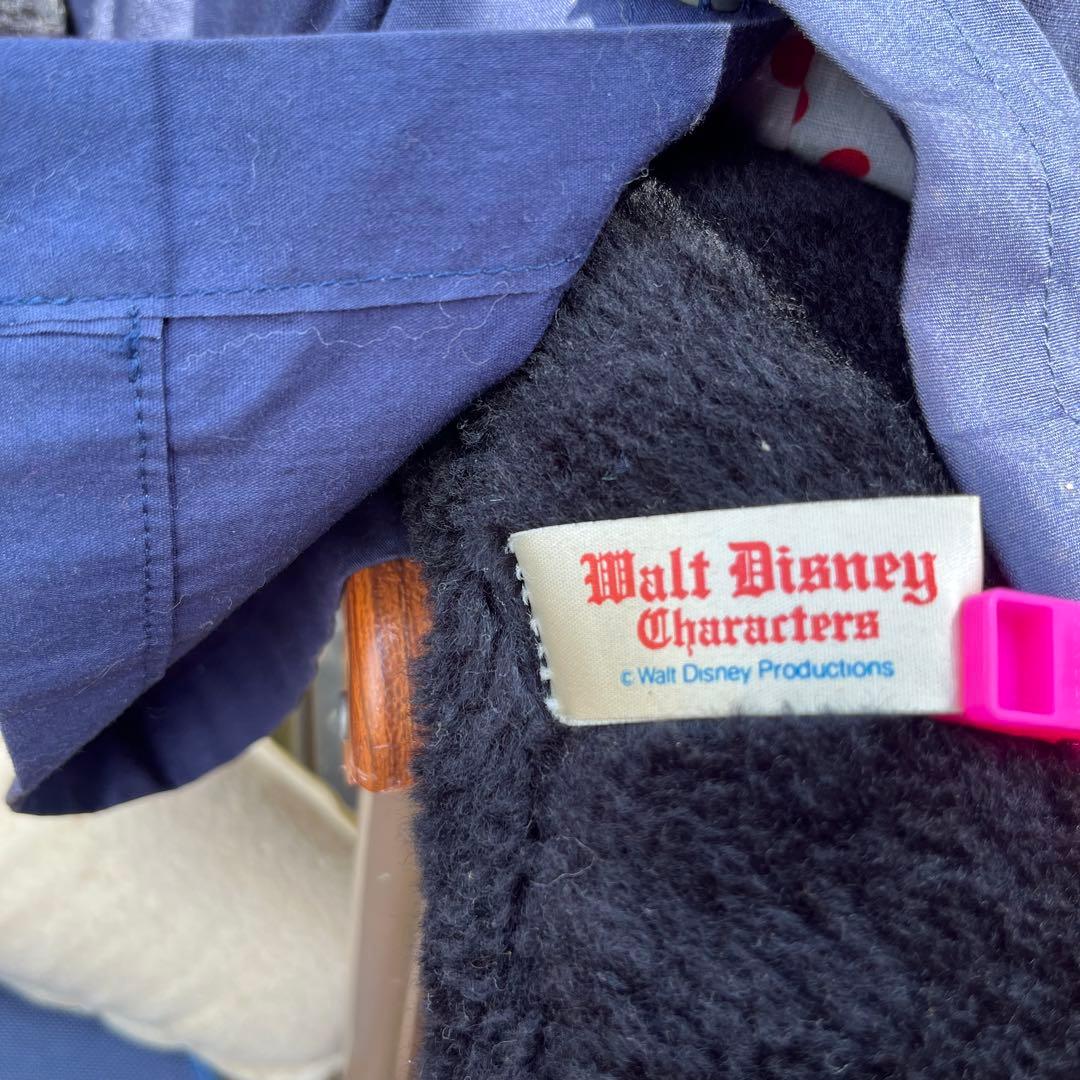 Walt Disney
Characters
© Walt Disney Productions